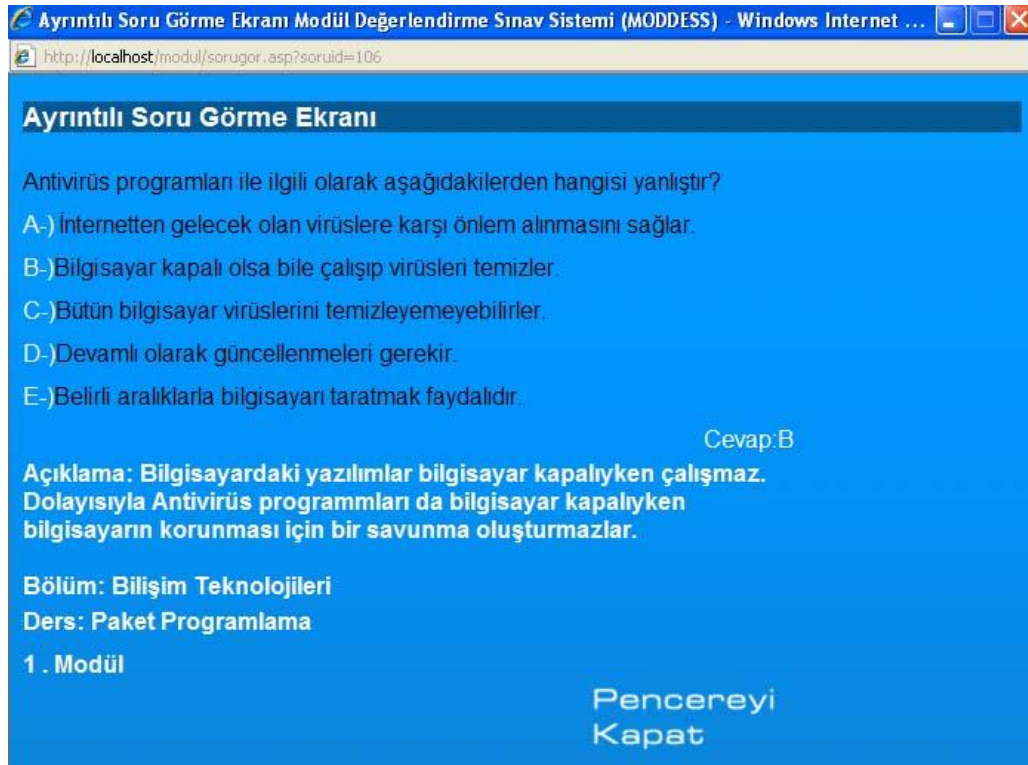 Ayrıntılı Soru Görme Ekranı Modül Değerlendirme Sınav Sistemi (MODDESS) - Windows Internet ...
http://localhost/modul/sorugor.asp?soruid=106
Ayrıntılı Soru Görme Ekranı
Antivirüs programları ile ilgili olarak aşağıdakilerden hangisi yanlıştır?
A-) İnternetten gelecek olan virüslere karşı önlem alınmasını sağlar.
B-)Bilgisayar kapalı olsa bile çalışıp virüsleri temizler.
C-)Bütün bilgisayar virüslerini temizleyemeyebilirler.
D-)Devamlı olarak güncellenmeleri gerekir.
E-)Belirli aralıklarla bilgisayarı taratmak faydalıdır.
Cevap:B
Açıklama: Bilgisayardaki yazılımlar bilgisayar kapalıyken çalışmaz.
Dolayısıyla Antivirüs programmları da bilgisayar kapalıyken
bilgisayarın korunması için bir savunma oluşturmazlar.
Bölüm: Bilişim Teknolojileri
Ders: Paket Programlama
1 . Modül
Pencereyi
Kapat